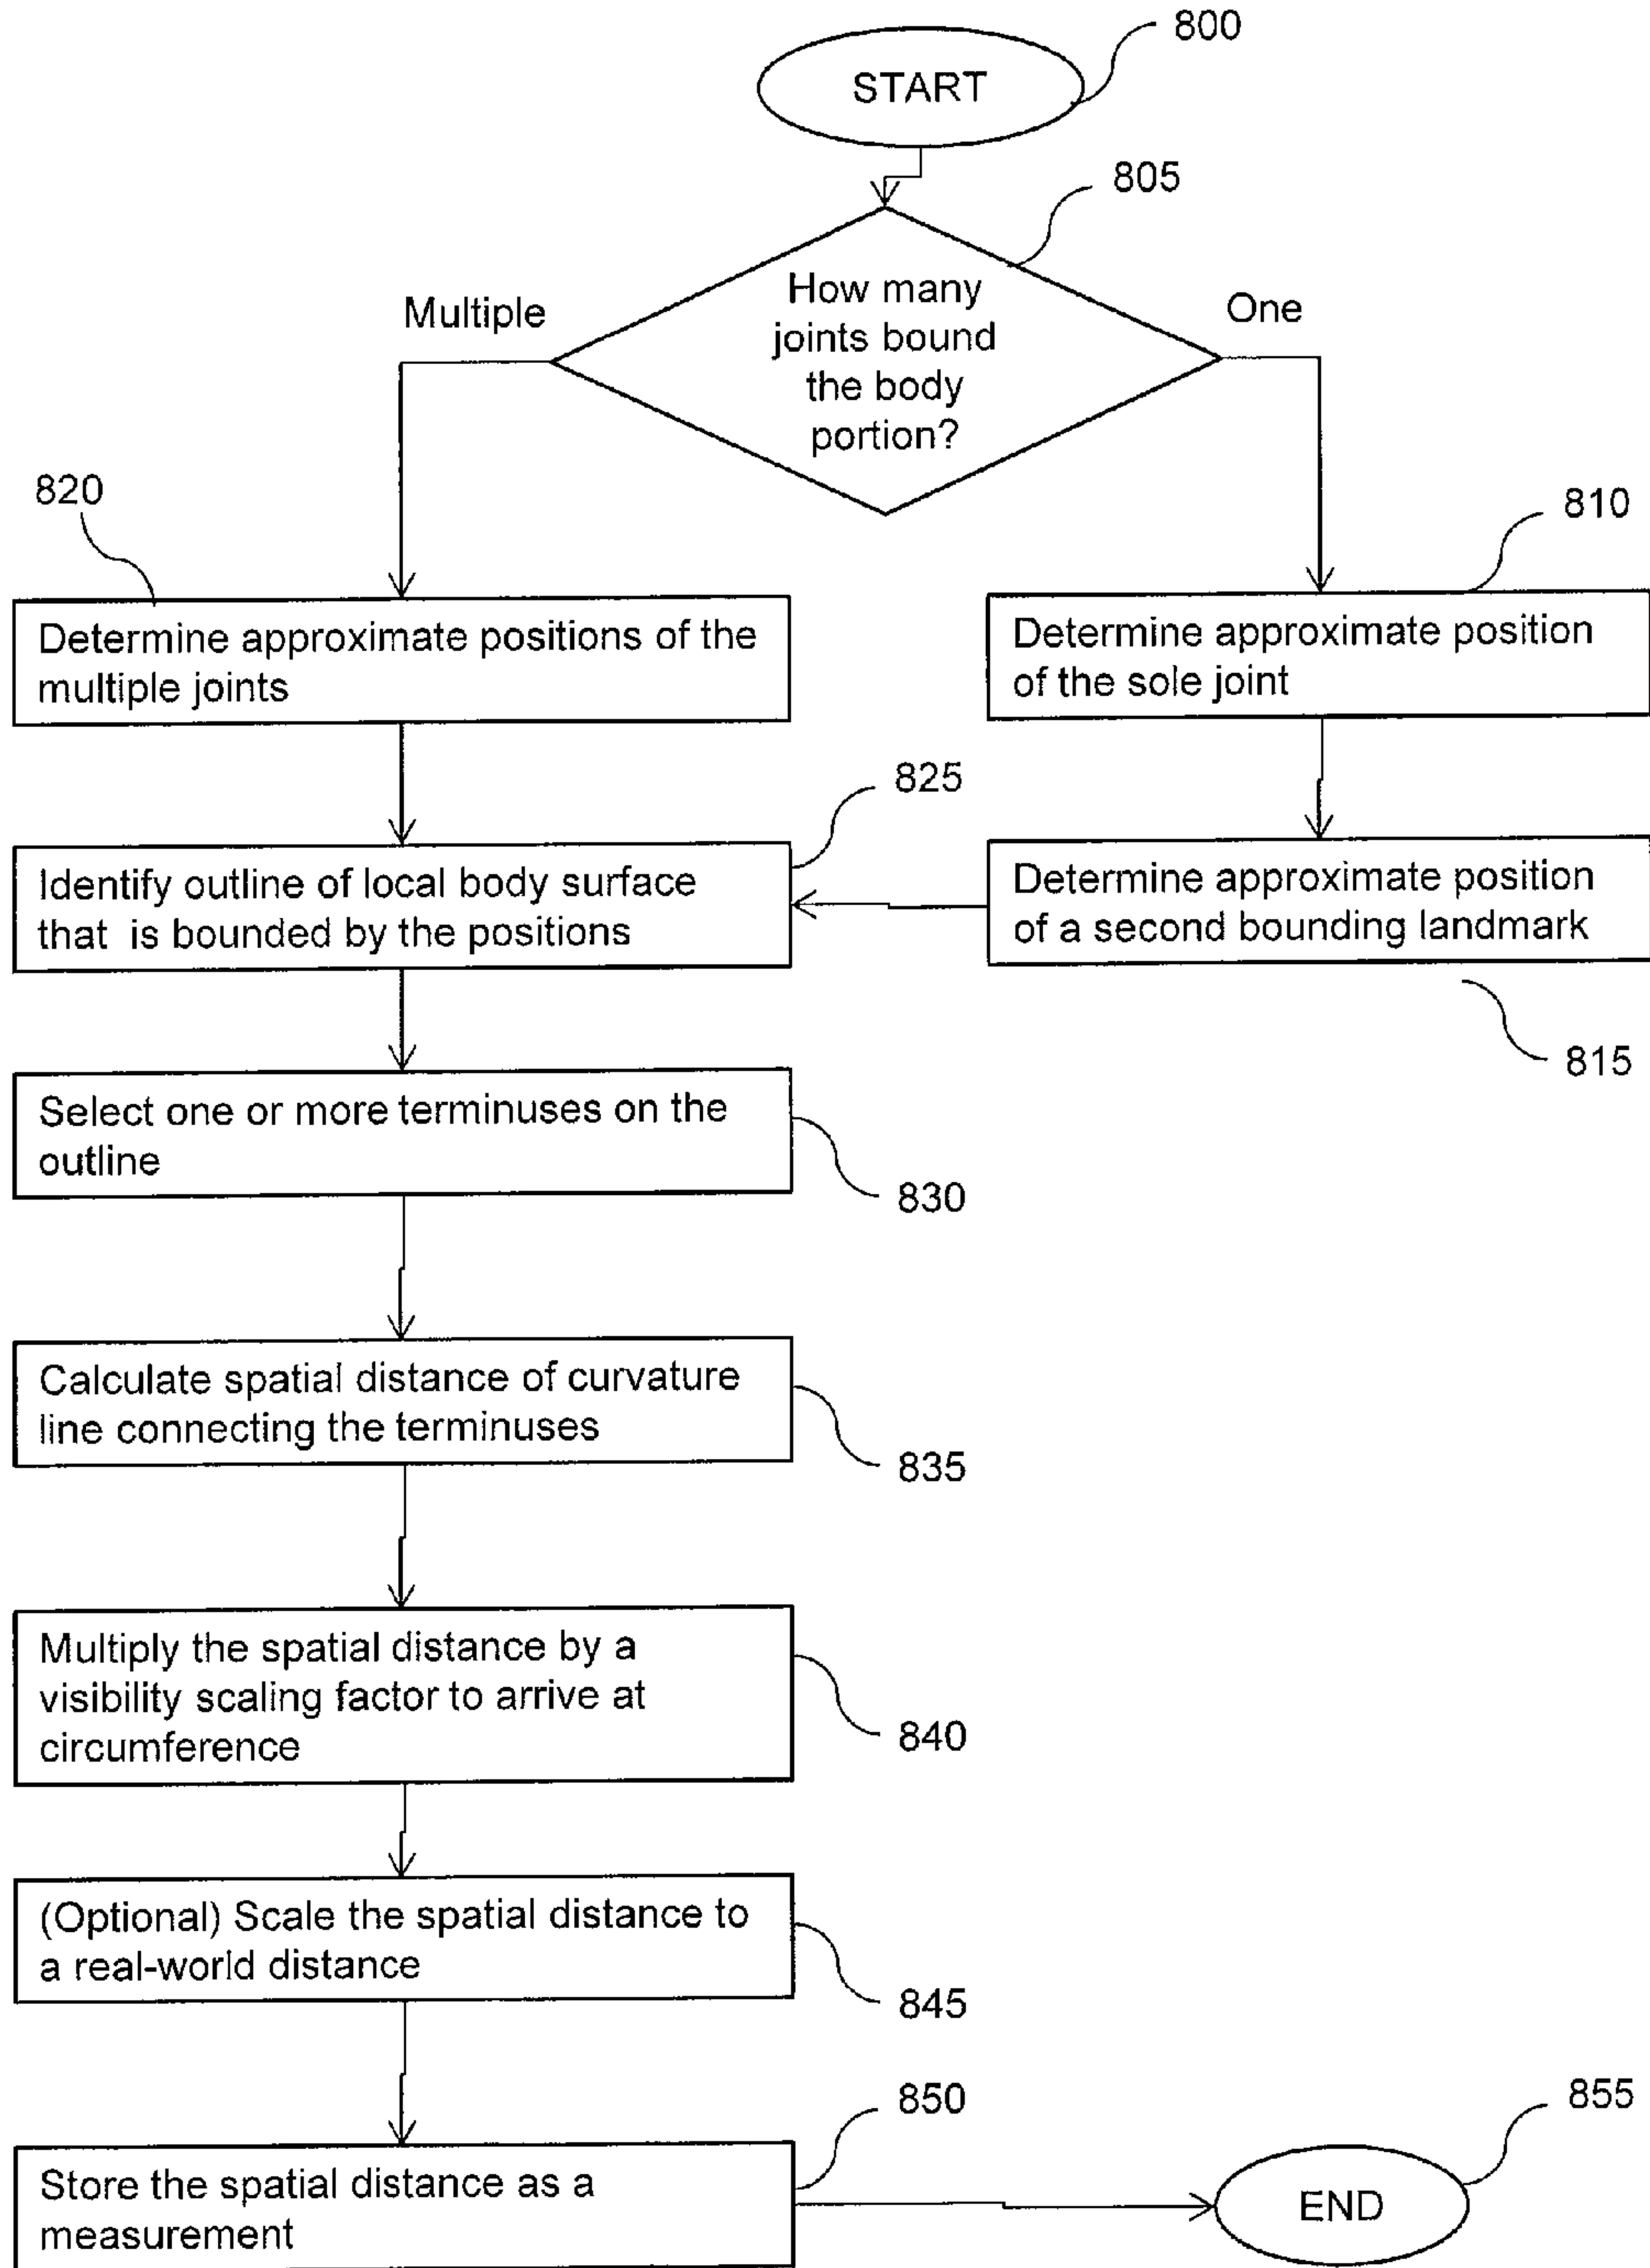 800
START
805
How many
joints bound
the body
portion?
Multiple
One
820
810
Determine approximate positions of the
multiple joints
Determine approximate position
of the sole joint
825
Identify outline of local body surface
that is bounded by the positions
Determine approximate position
of a second bounding landmark
815
Select one or more terminuses on the
outline
830
Calculate spatial distance of curvature
line connecting the terminuses
835
Multiply the spatial distance by a
visibility scaling factor to arrive at
circumference
840
(Optional) Scale the spatial distance to
a real-world distance
845
850
855
Store the spatial distance as a
measurement
END